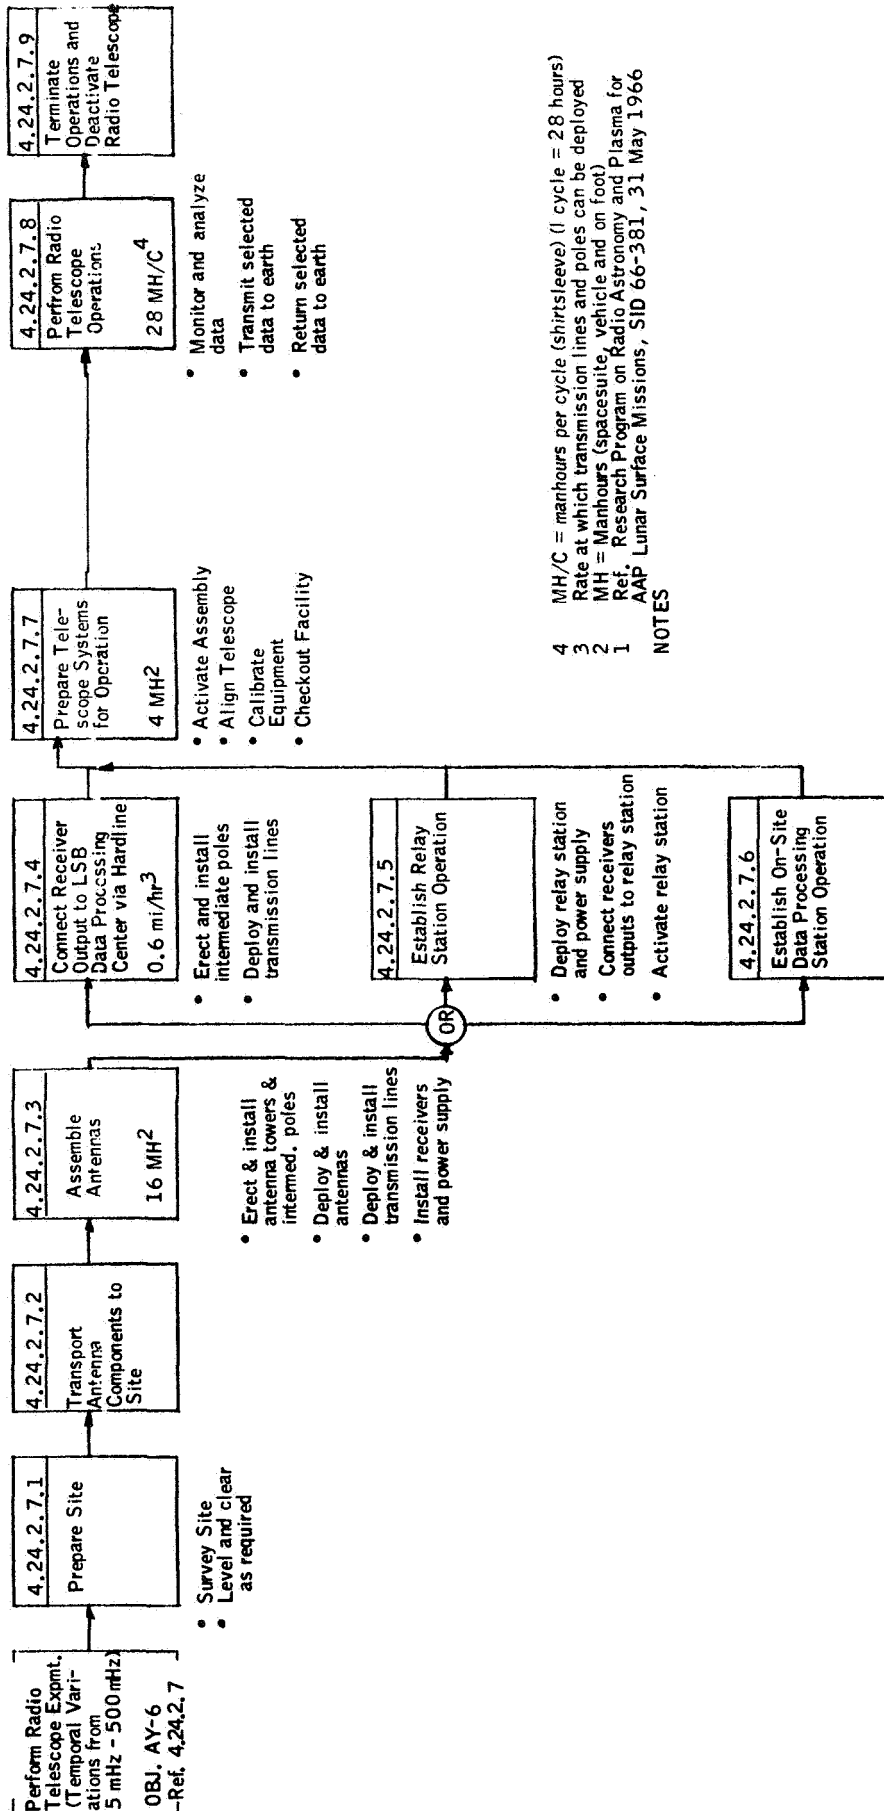 Perform Radio
Telescope Expmt.
(Temporal Vari-
ations from
5 mHz - 500 mHz)
OBJ. AY-6
Ref. 4.24.2.7
4.24.2.7.1
Prepare Site
• Survey Site
• Level and clear
as required
4.24.2.7.2
Transport
Antenna
Components to
Site
4.24.2.7.3
Assemble
Antennas
16 MH2
• Erect & install
antenna towers &
intermed. poles
• Deploy & install
antennas
• Deploy & install
transmission lines
• Install receivers
and power supply
OR
4.24.2.7.4
Connect Receiver
Output to LSB
Data Processing
Center via Hardline
0.6 mi/hr3
• Erect and install
intermediate poles
• Deploy and install
transmission lines
4.24.2.7.5
Establish Relay
Station Operation
• Deploy relay station
and power supply
• Connect receivers
outputs to relay station
• Activate relay station
4.24.2.7.6
Establish On-Site
Data Processing
Station Operation
4.24.2.7.7
Prepare Tele-
scope Systems
for Operation
4 MH2
• Activate Assembly
• Align Telescope
• Calibrate
Equipment
• Checkout Facility
4.24.2.7.8
Perfrom Radio
Telescope
Operations
28 MH/C4
• Monitor and analyze
data
• Transmit selected
data to earth
• Return selected
data to earth
4.24.2.7.9
Terminate
Operations and
Deactivate
Radio Telescope
4 MH/C = manhours per cycle (shirtsleeve) (1 cycle = 28 hours)
3 Rate at which transmission lines and poles can be deployed
2 MH = Manhours (spacesuite, vehicle and on foot)
1 Ref. Research Program on Radio Astronomy and Plasma for
AAP Lunar Surface Missions, SID 66-381, 31 May 1966
NOTES